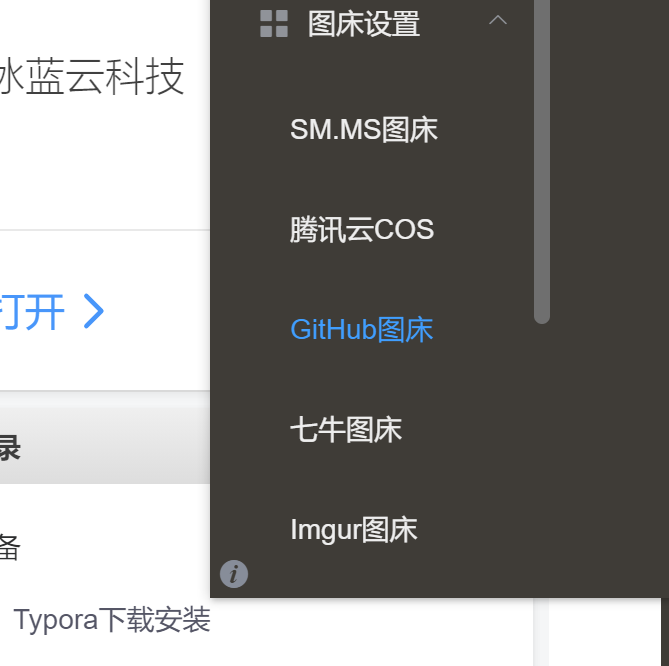 图床设置
冰蓝云科技
SM.MS图床
腾讯云COS
打开
GitHub图床
七牛图床
录
Imgur图床
备
Typora下载安装